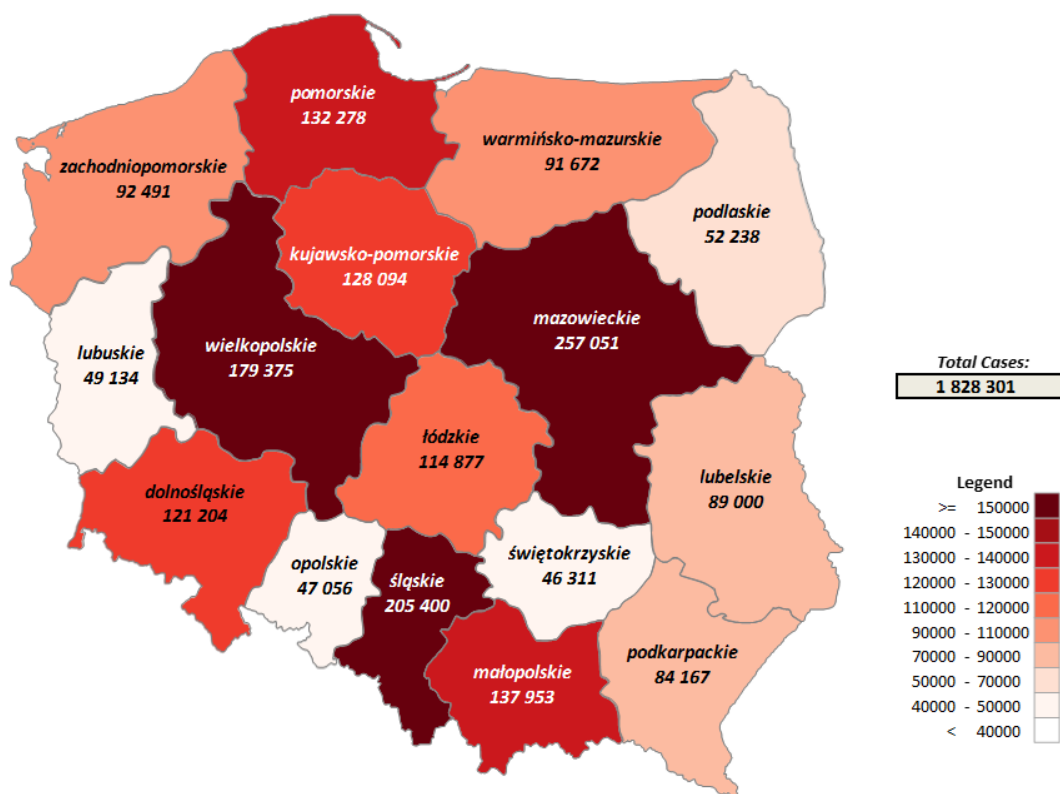 pomorskie
132 278
warmińsko-mazurskie
91 672
zachodniopomorskie
92 491
podlaskie
52 238
kujawsko-pomorskie
128 094
mazowieckie
257 051
lubuskie
49 134
wielkopolskie
179 375
łódzkie
114 877
lubelskie
89 000
dolnośląskie
121 204
opolskie
47 056
śląskie
205 400
świętokrzyskie
46 311
małopolskie
137 953
podkarpackie
84 167
Total Cases:
1 828 301
Legend
>= 150000
140000 - 150000
130000 - 140000
120000 - 130000
110000 - 120000
90000 - 110000
70000 - 90000
50000 - 70000
40000 - 50000
< 40000